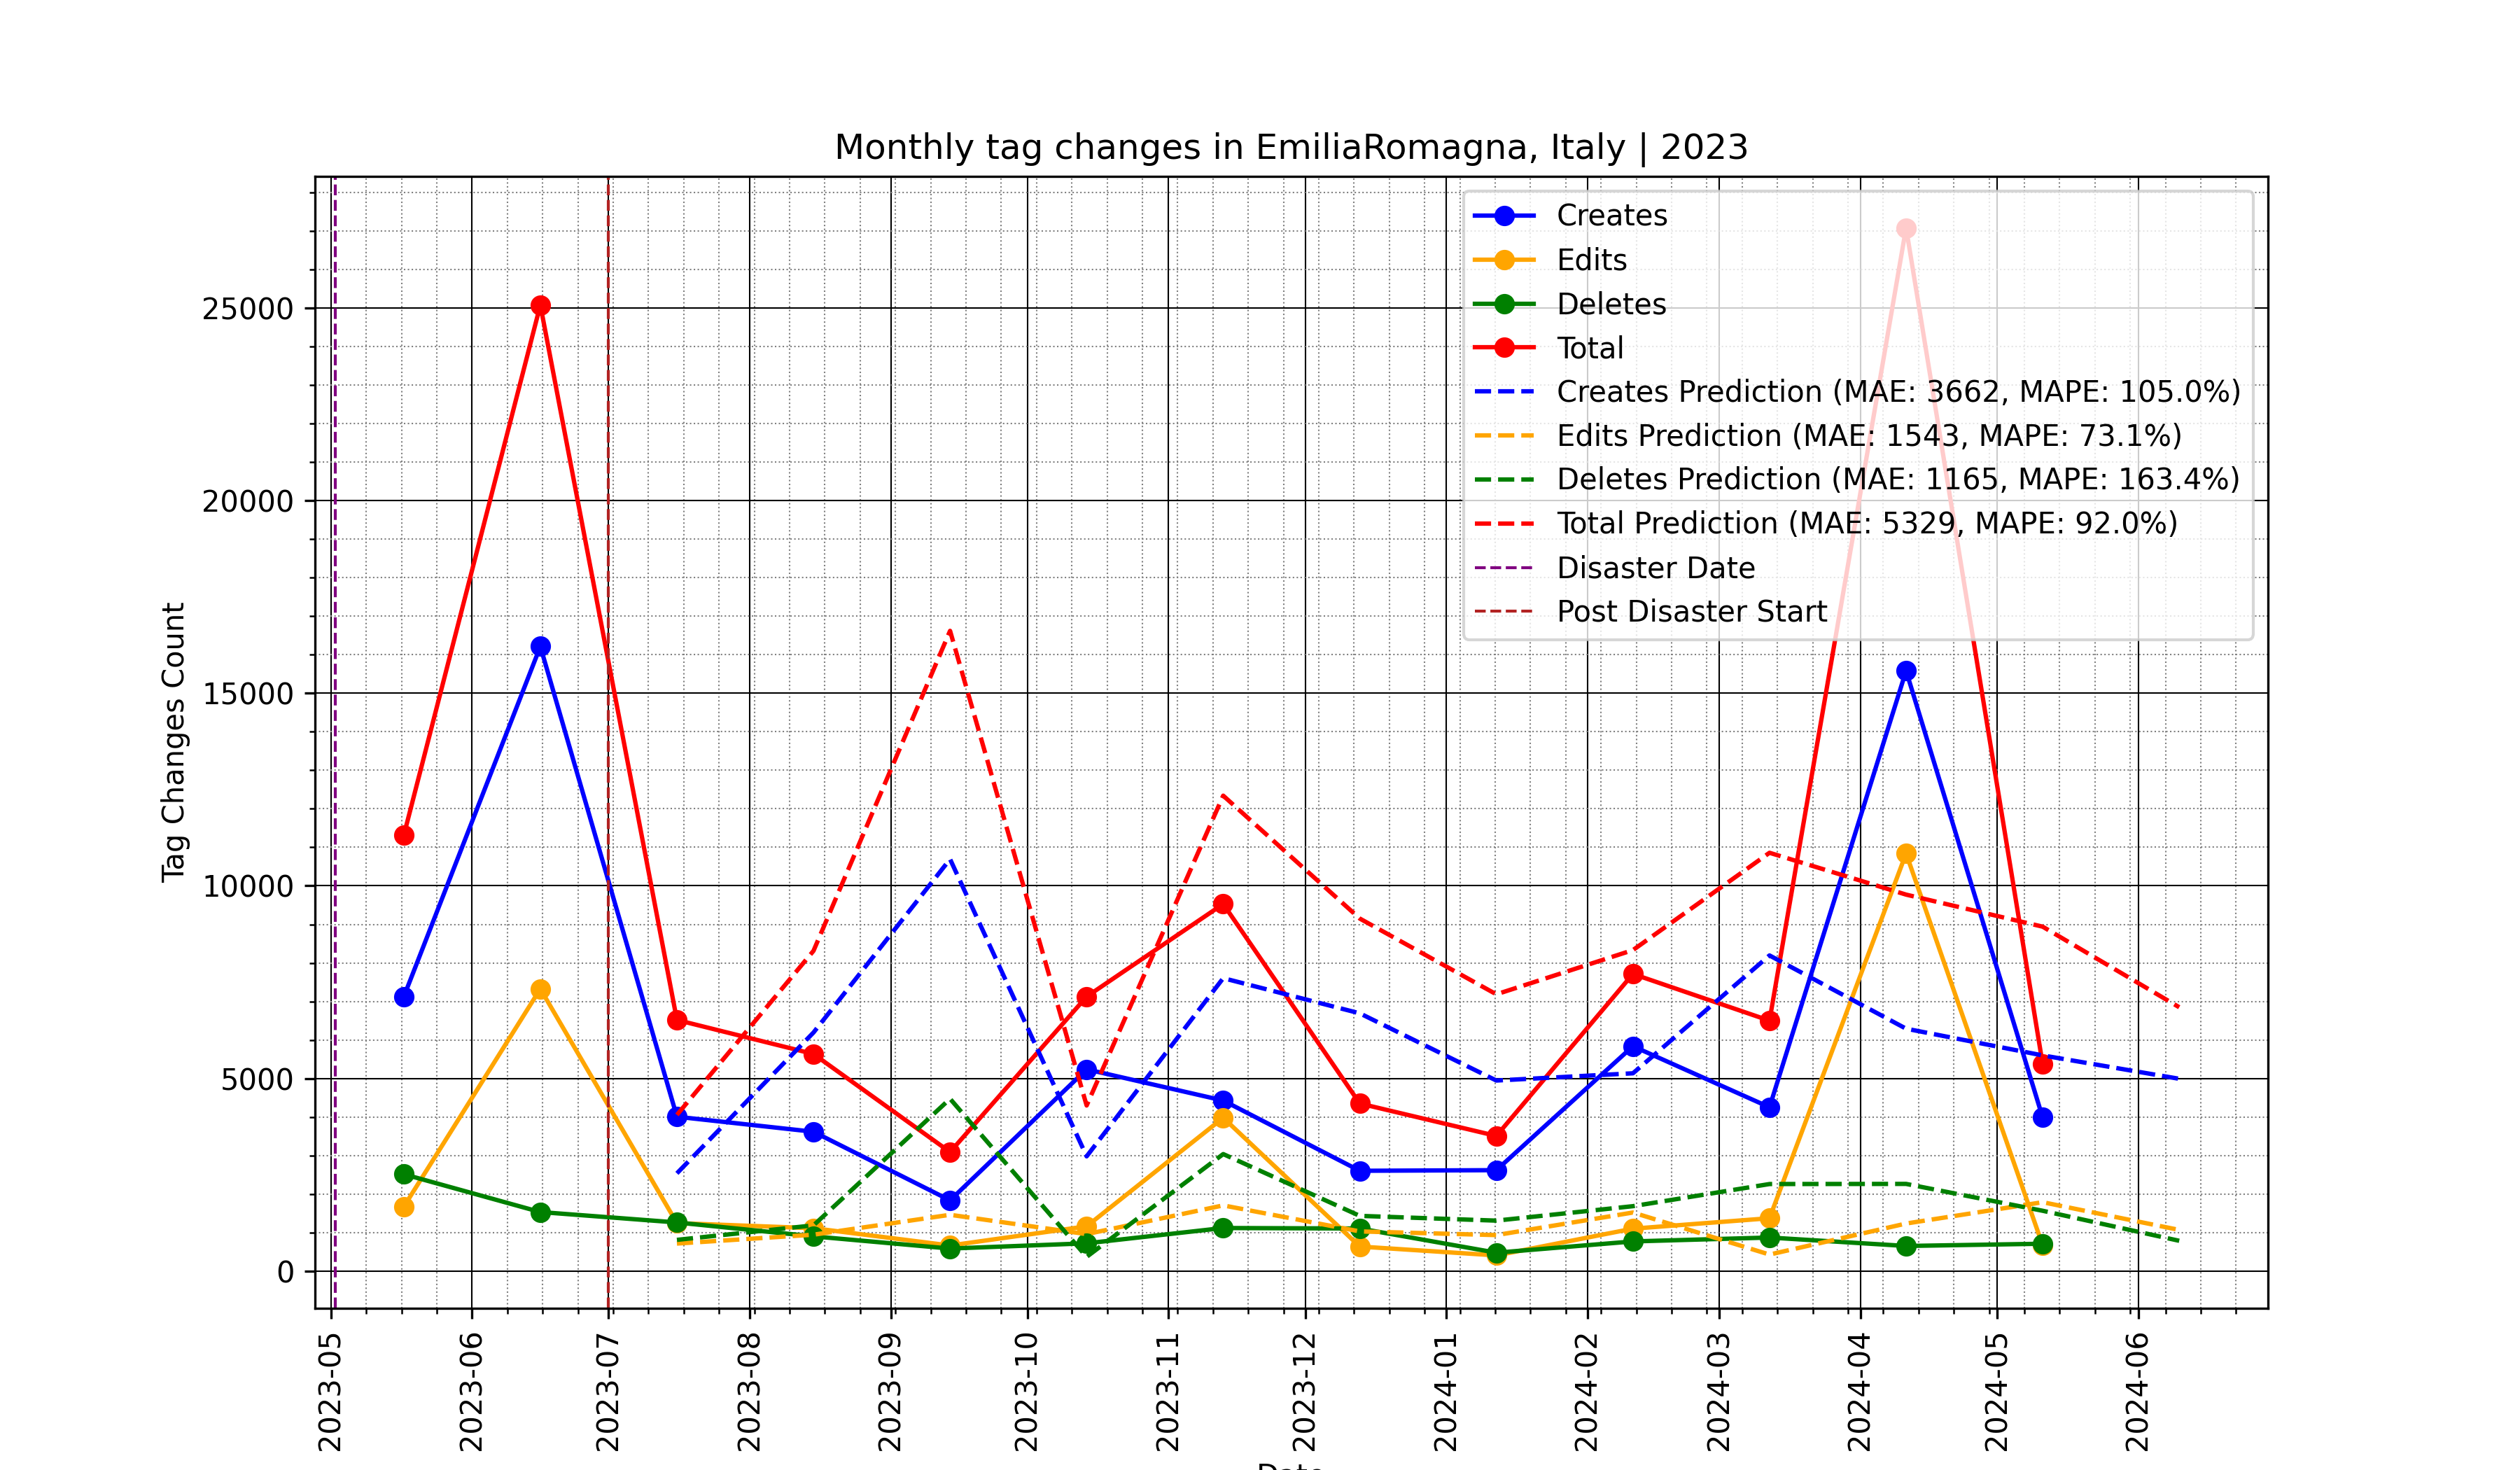 Monthly tag changes in EmiliaRomagna, Italy | 2023
Tag Changes Count
25000
20000
15000
10000
5000
0
Creates
Edits
Deletes
Total
Creates Prediction (MAE: 3662, MAPE: 105.0%)
Edits Prediction (MAE: 1543, MAPE: 73.1%)
Deletes Prediction (MAE: 1165, MAPE: 163.4%)
Total Prediction (MAE: 5329, MAPE: 92.0%)
Disaster Date
Post Disaster Start
2023-05
2023-06
2023-07
2023-08
2023-09
2023-10
2023-11
2023-12
2024-01
2024-02
2024-03
2024-04
2024-05
2024-06